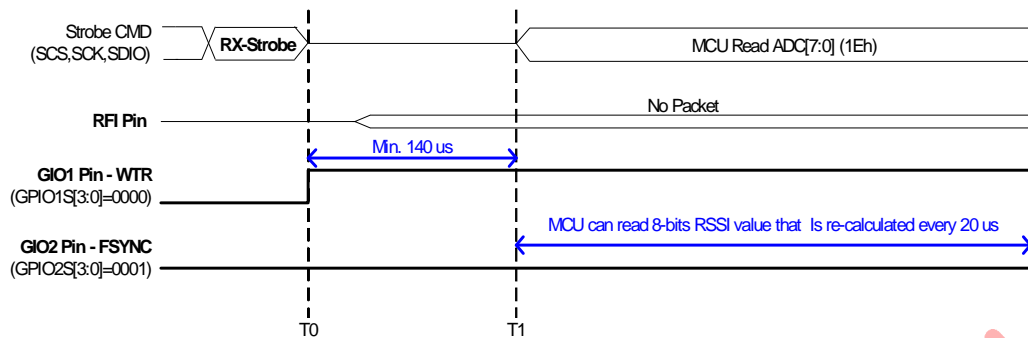 Strobe CMD
(SCS,SCK,SDIO)
RX-Strobe
MCU Read ADC[7:0] (1Eh)
RFI Pin
No Packet
Min. 140 us
GIO1 Pin - WTR
(GPIO1S[3:0]=0000)
MCU can read 8-bits RSSI value that Is re-calculated every 20 us
GIO2 Pin - FSYNC
(GPIO2S[3:0]=0001)
T0
T1